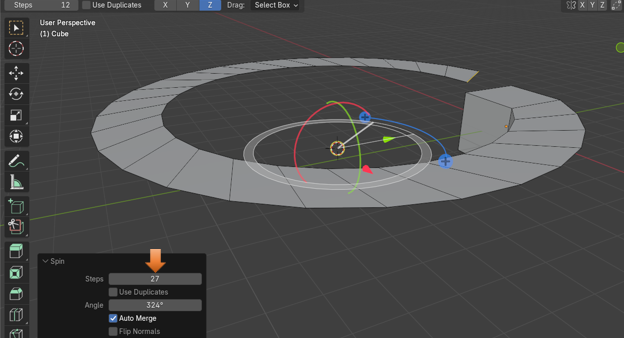 Steps 12 Use Duplicates X Y Z Drag: Select Box X Y Z
User Perspective
(1) Cube
Spin
Steps 27
Use Duplicates
Angle 324°
Auto Merge
Flip Normals